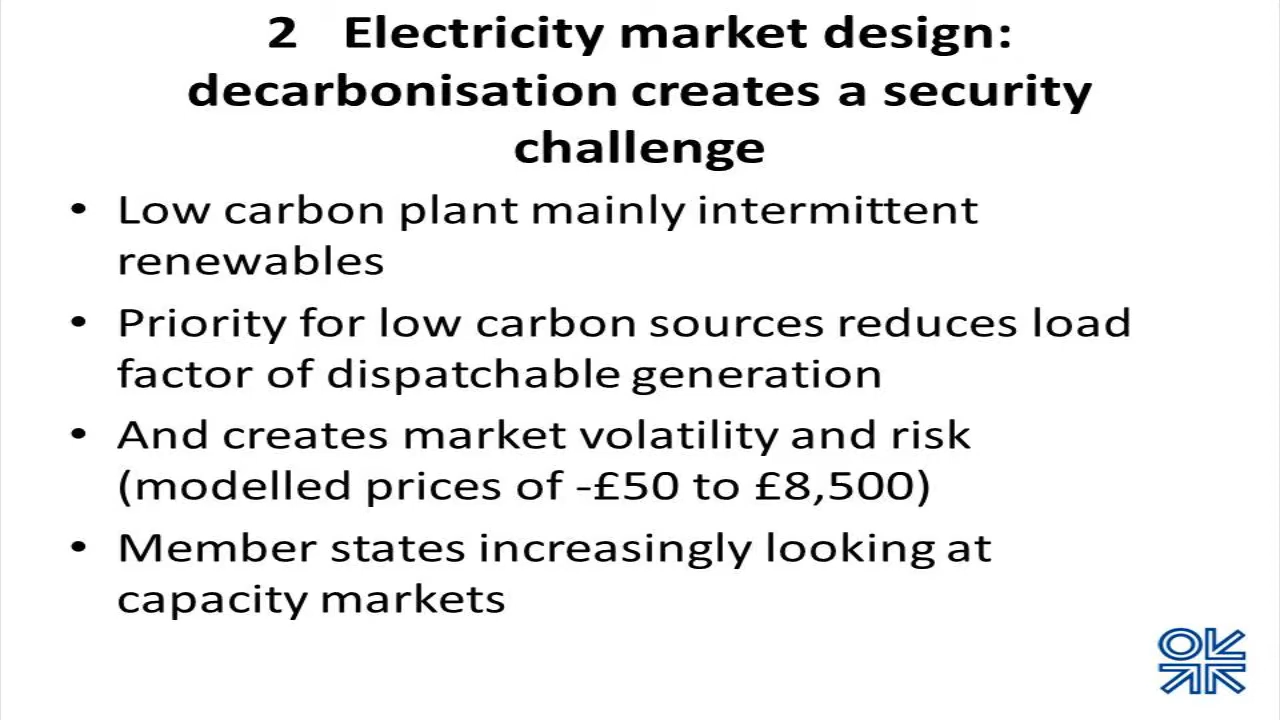 2 Electricity market design:
decarbonisation creates a security
challenge
• Low carbon plant mainly intermittent
renewables
• Priority for low carbon sources reduces load
factor of dispatchable generation
• And creates market volatility and risk
(modelled prices of -£50 to £8,500)
• Member states increasingly looking at
capacity markets